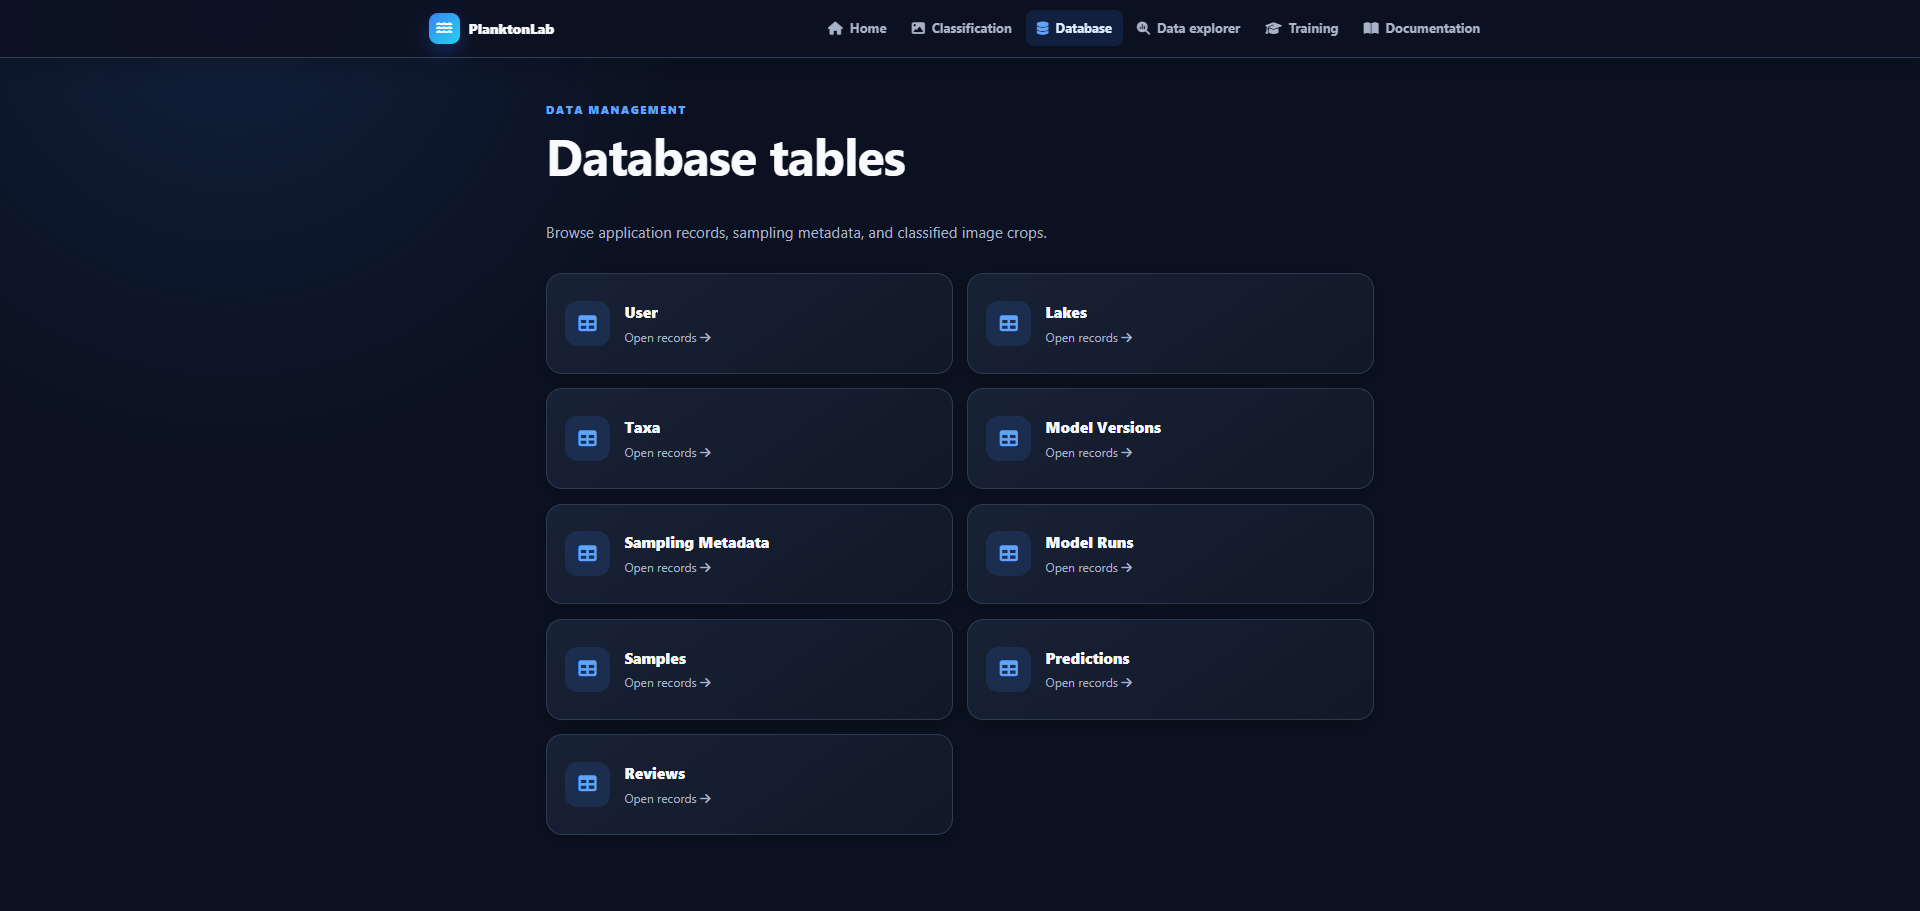 PlanktonLab
Home
Classification
Database
Data explorer
Training
Documentation
DATA MANAGEMENT
Database tables
Browse application records, sampling metadata, and classified image crops.
User
Open records →
Lakes
Open records →
Taxa
Open records →
Model Versions
Open records →
Sampling Metadata
Open records →
Model Runs
Open records →
Samples
Open records →
Predictions
Open records →
Reviews
Open records →